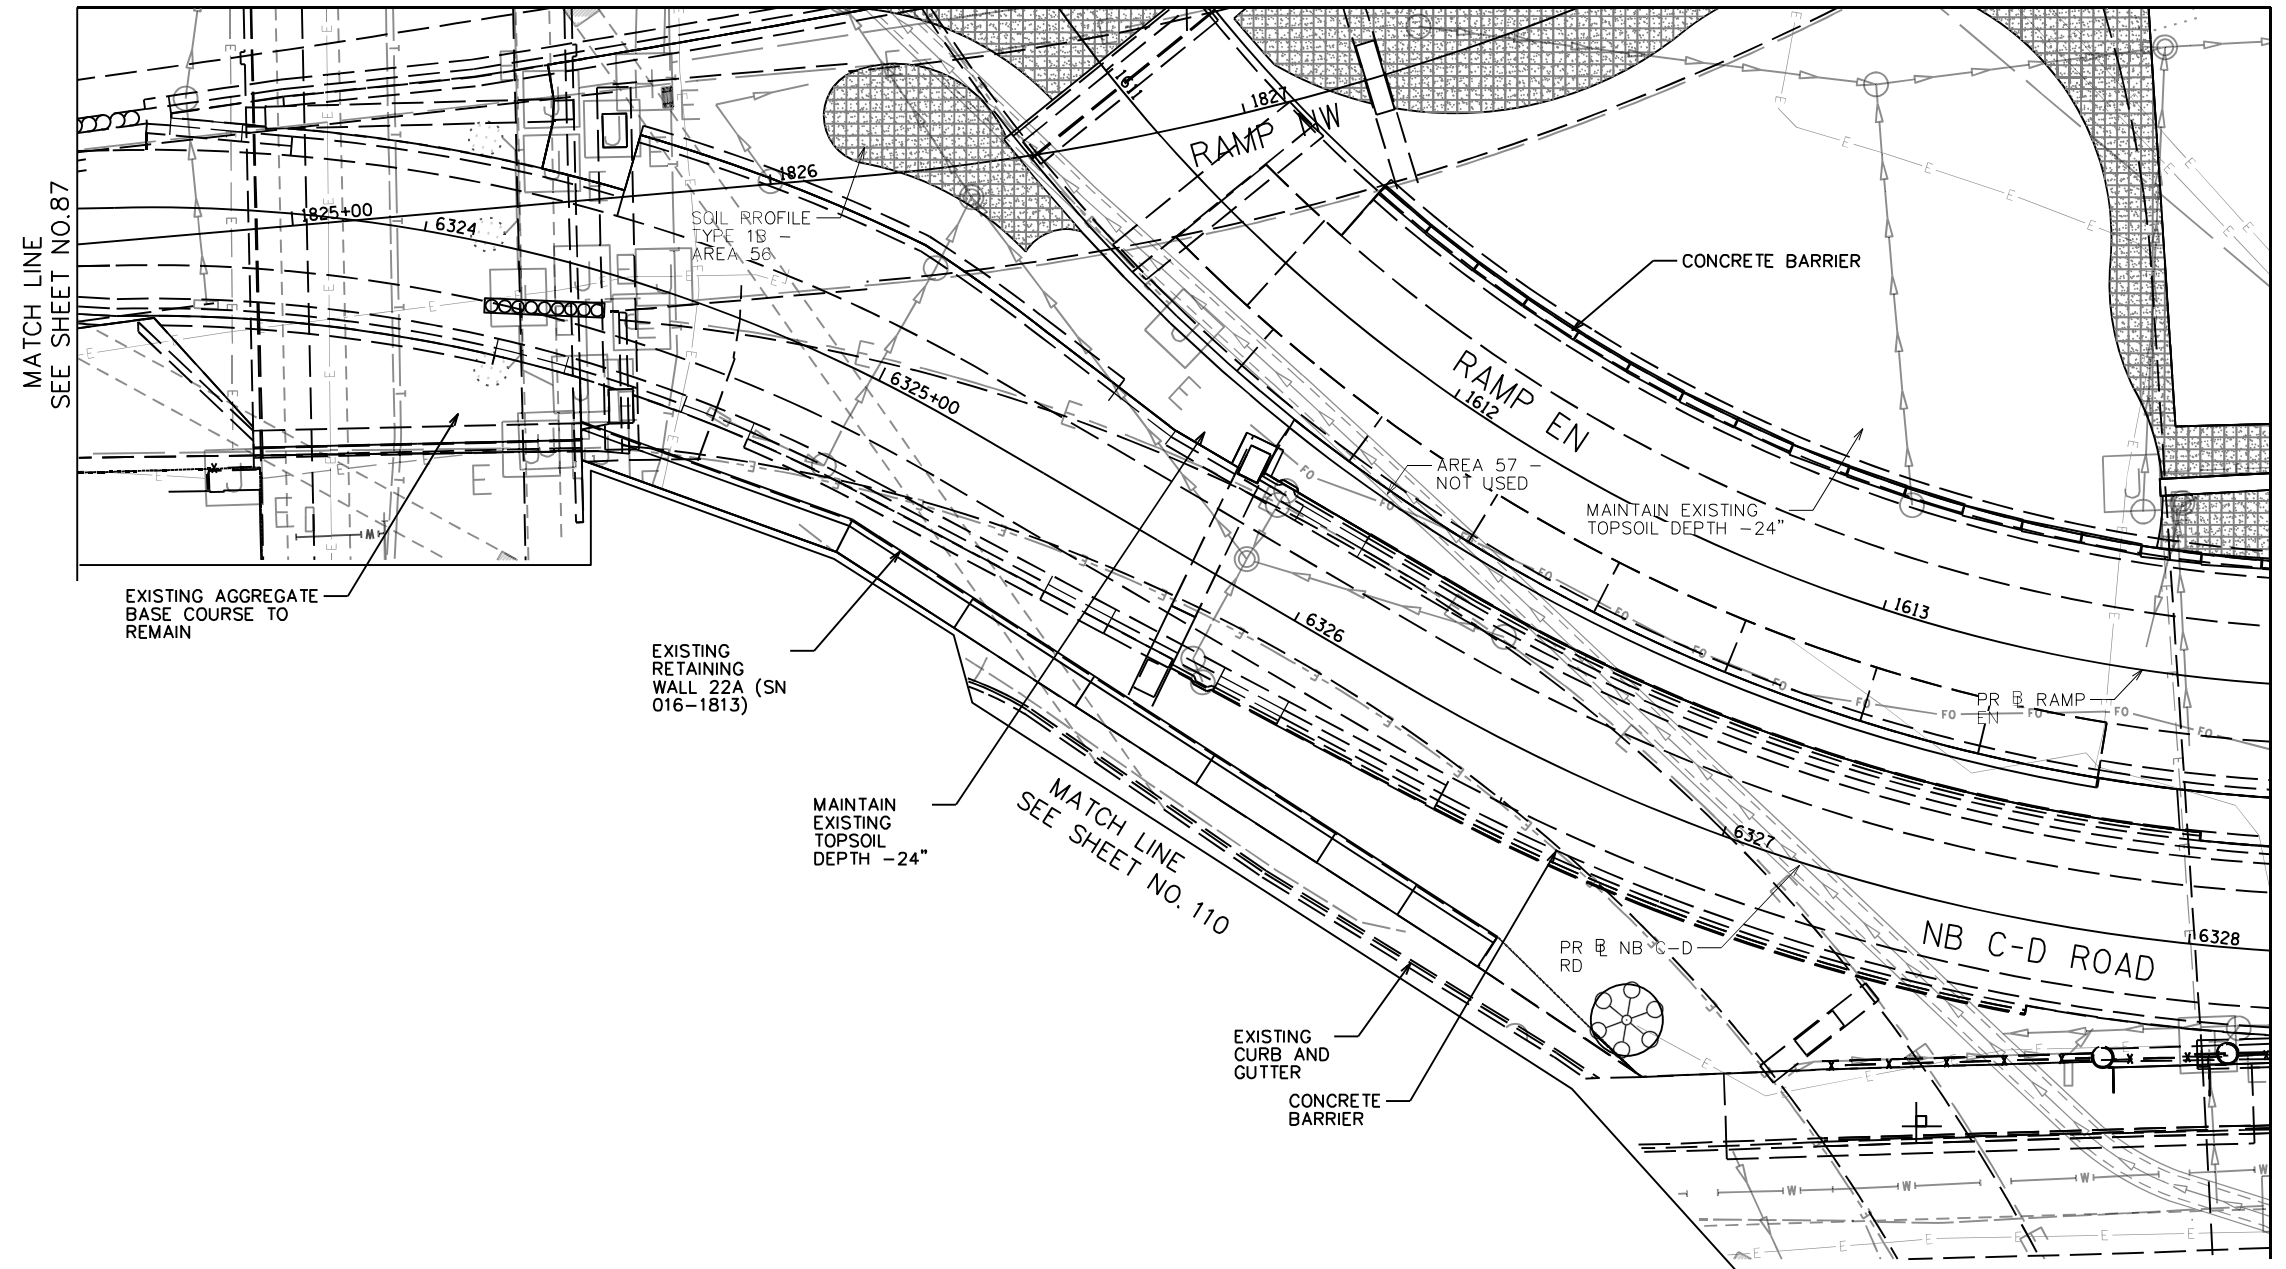 MATCH LINE
SEE SHEET NO.87
1825+00
6324
1826
1827
16
RAMP NW
SOIL PROFILE
TYPE 1B -
AREA 56
CONCRETE BARRIER
6325+00
RAMP EN
1612
AREA 57 -
NOT USED
MAINTAIN EXISTING
TOPSOIL DEPTH -24"
EXISTING AGGREGATE
BASE COURSE TO
REMAIN
EXISTING
RETAINING
WALL 22A (SN
016-1813)
6326
1613
PR BL RAMP
EN
MAINTAIN
EXISTING
TOPSOIL
DEPTH -24"
MATCH LINE
SEE SHEET NO. 110
6327
PR BL NB C-D
RD
NB C-D ROAD
6328
EXISTING
CURB AND
GUTTER
CONCRETE
BARRIER